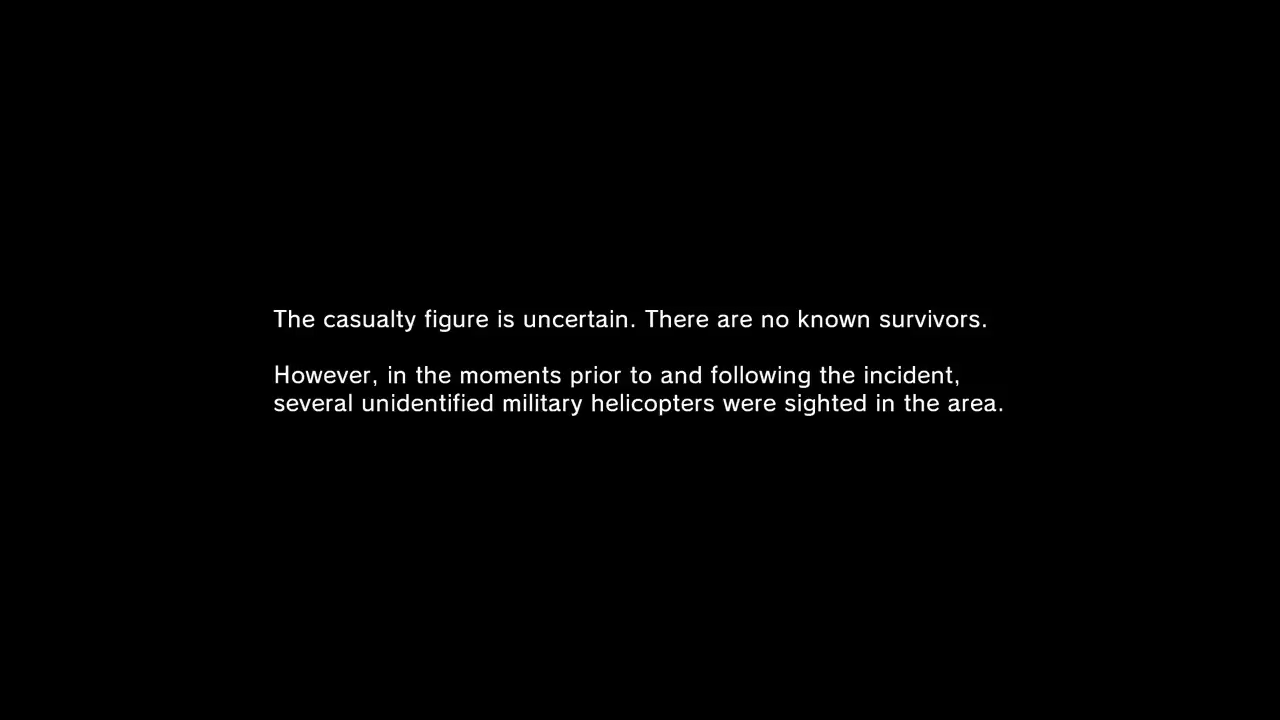 The casualty figure is uncertain. There are no known survivors.
However, in the moments prior to and following the incident,
several unidentified military helicopters were sighted in the area.